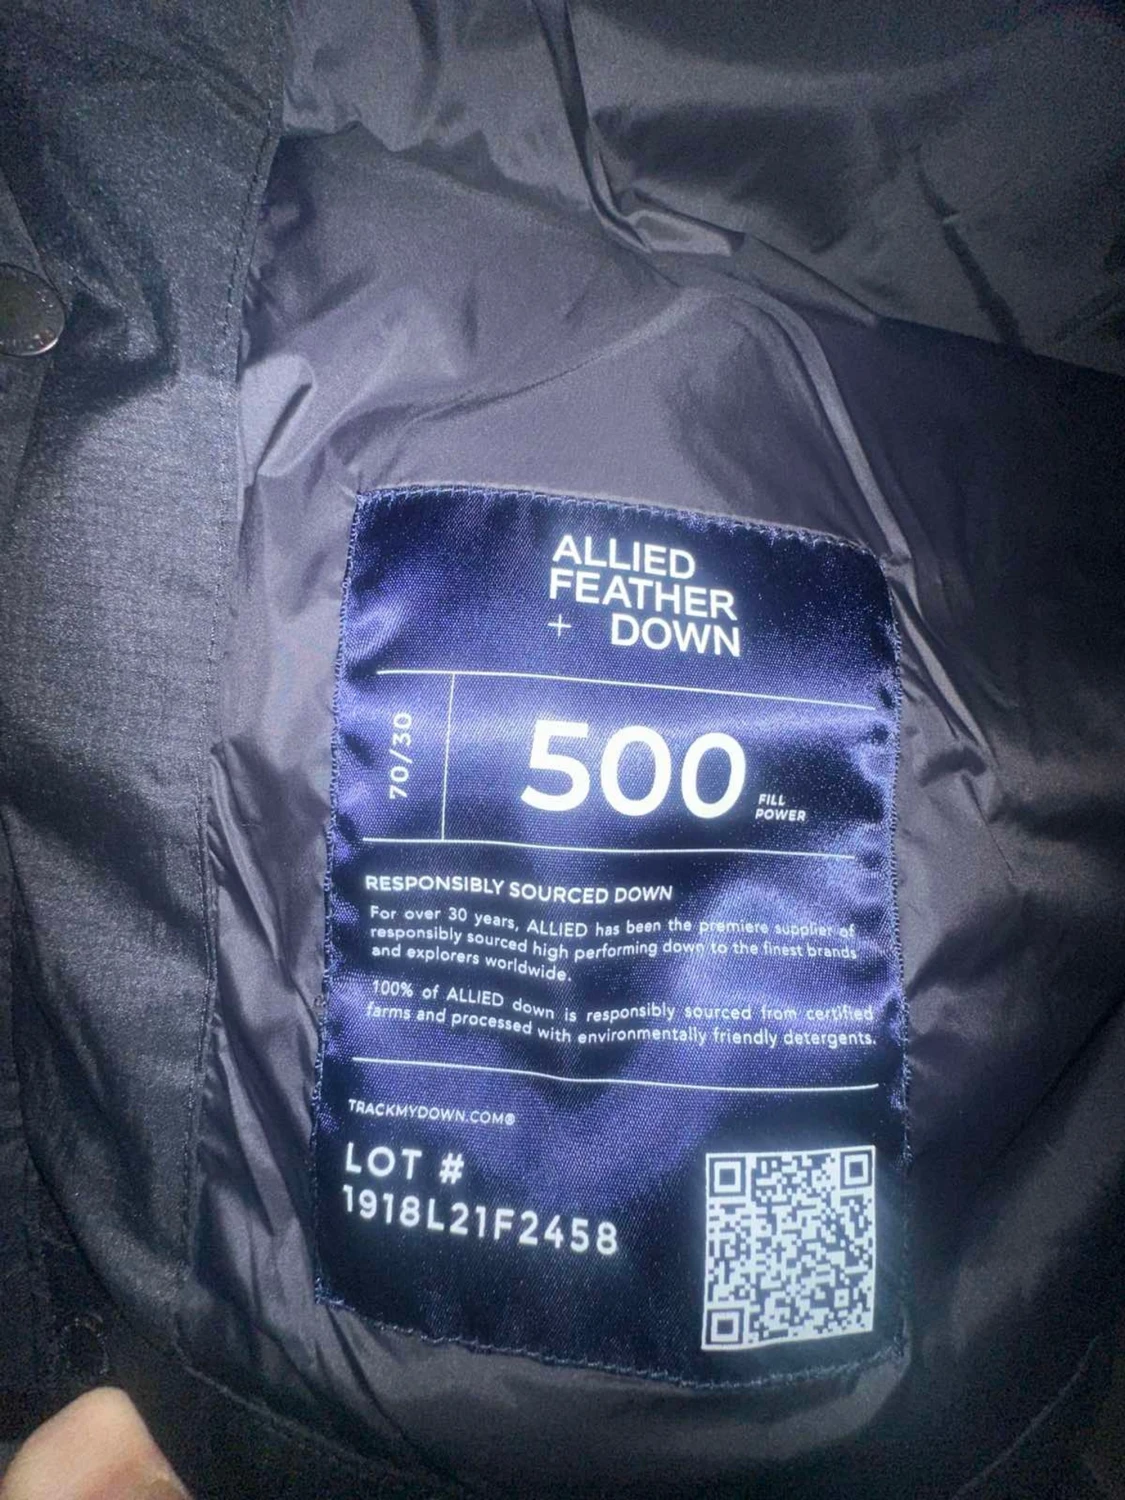 ALLIED
FEATHER
+ DOWN
70/30
500
FILL
POWER
RESPONSIBLY SOURCED DOWN
For over 30 years, ALLIED has been the premiere supplier of
responsibly sourced high performing down to the finest brands
and explorers worldwide.
100% of ALLIED down is responsibly sourced from certified
farms and processed with environmentally friendly detergents.
TRACKMYDOWN.COM®
LOT #
1918L21F2458